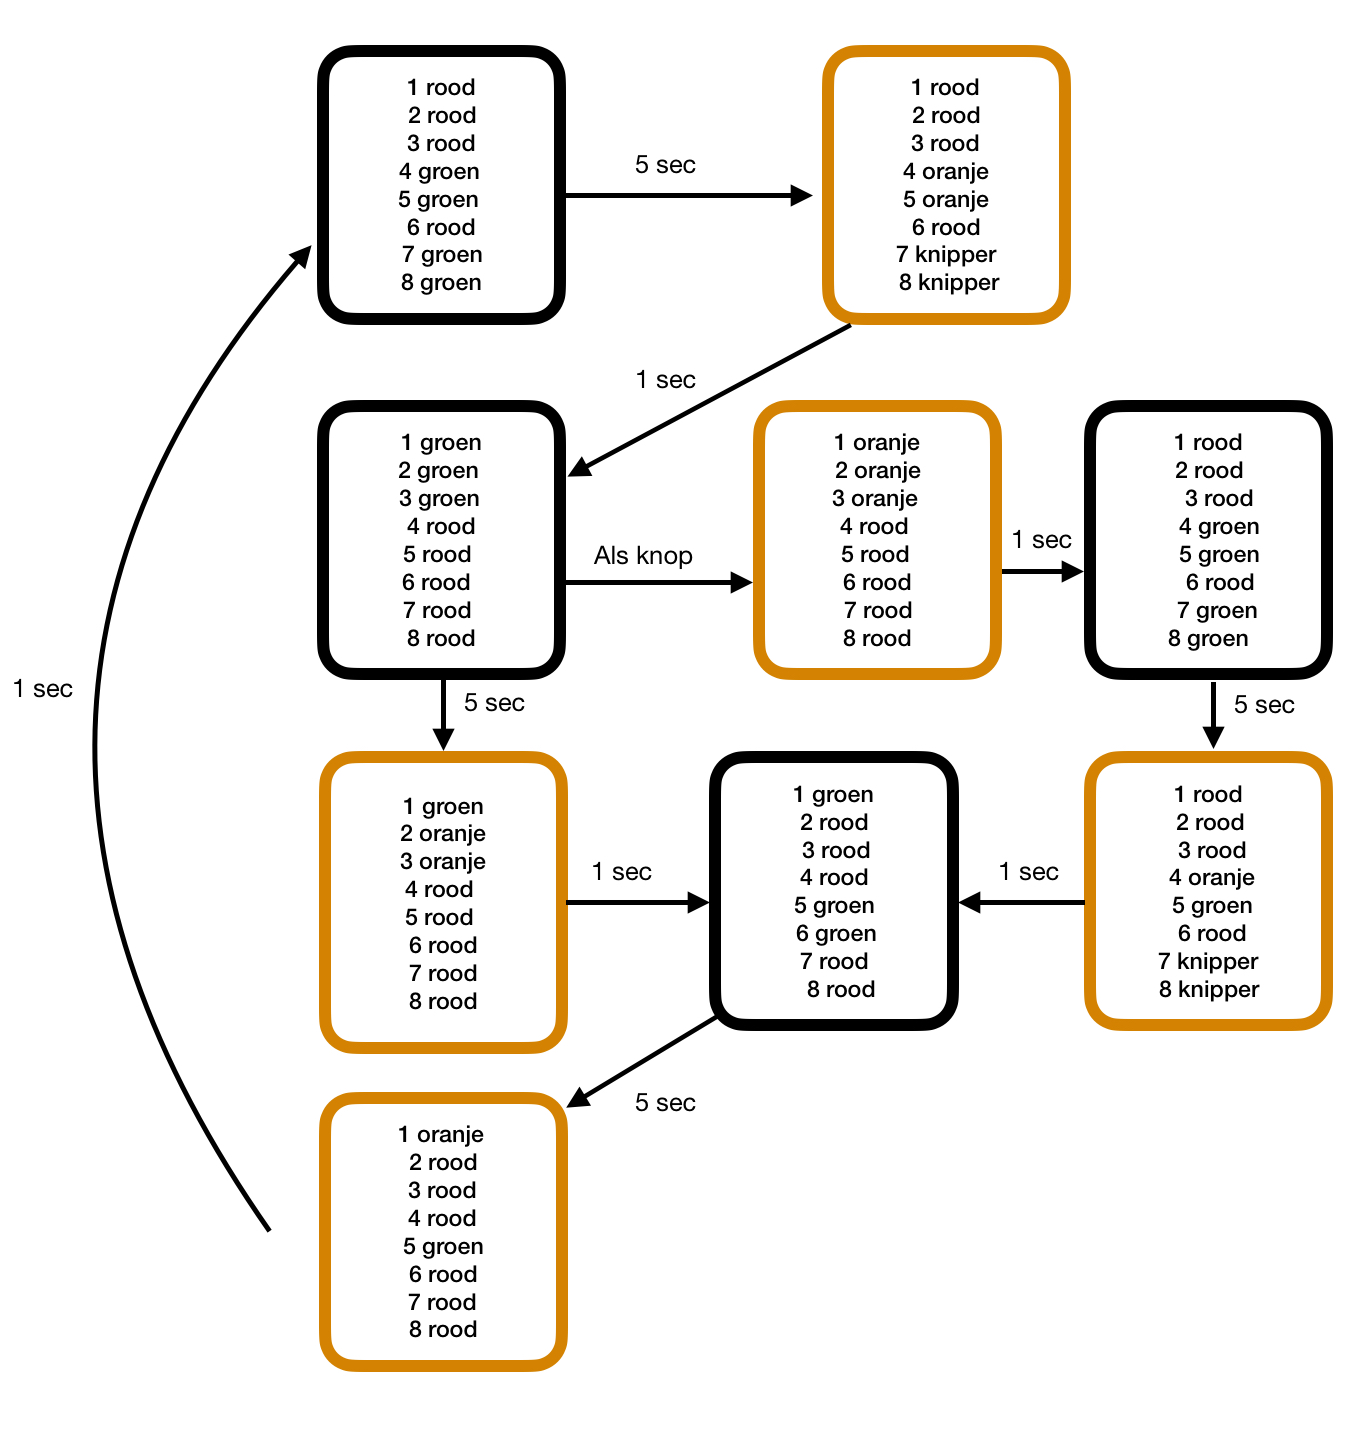 1 rood
2 rood
3 rood
4 groen
5 groen
6 rood
7 groen
8 groen
5 sec
1 rood
2 rood
3 rood
4 oranje
5 oranje
6 rood
7 knipper
8 knipper
1 sec
1 groen
2 groen
3 groen
4 rood
5 rood
6 rood
7 rood
8 rood
Als knop
1 oranje
2 oranje
3 oranje
4 rood
5 rood
6 rood
7 rood
8 rood
1 sec
1 rood
2 rood
3 rood
4 groen
5 groen
6 rood
7 groen
8 groen
1 sec
5 sec
5 sec
1 groen
2 oranje
3 oranje
4 rood
5 rood
6 rood
7 rood
8 rood
1 sec
1 groen
2 rood
3 rood
4 rood
5 groen
6 groen
7 rood
8 rood
1 sec
1 rood
2 rood
3 rood
4 oranje
5 groen
6 rood
7 knipper
8 knipper
5 sec
1 oranje
2 rood
3 rood
4 rood
5 groen
6 rood
7 rood
8 rood